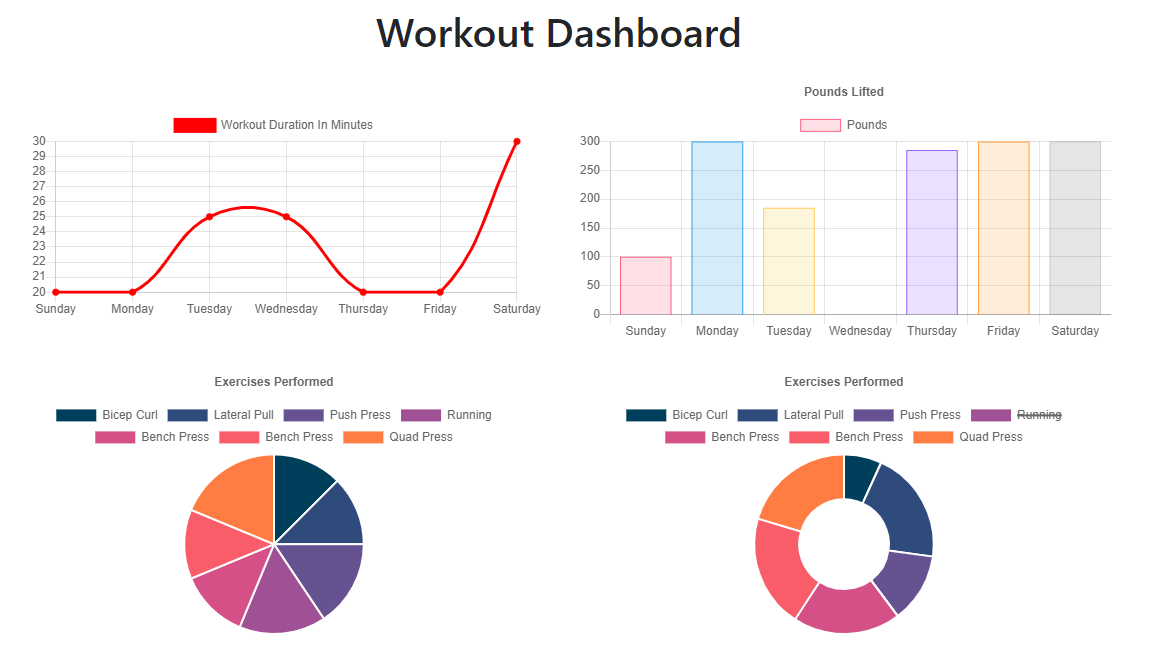 Workout Dashboard
Workout Duration In Minutes
30
29
28
27
26
25
24
23
22
21
20
Sunday Monday Tuesday Wednesday Thursday Friday Saturday
Pounds Lifted
Pounds
300
250
200
150
100
50
0
Sunday Monday Tuesday Wednesday Thursday Friday Saturday
Exercises Performed
Bicep Curl Lateral Pull Push Press Running
Bench Press Bench Press Quad Press
Exercises Performed
Bicep Curl Lateral Pull Push Press Running
Bench Press Bench Press Quad Press